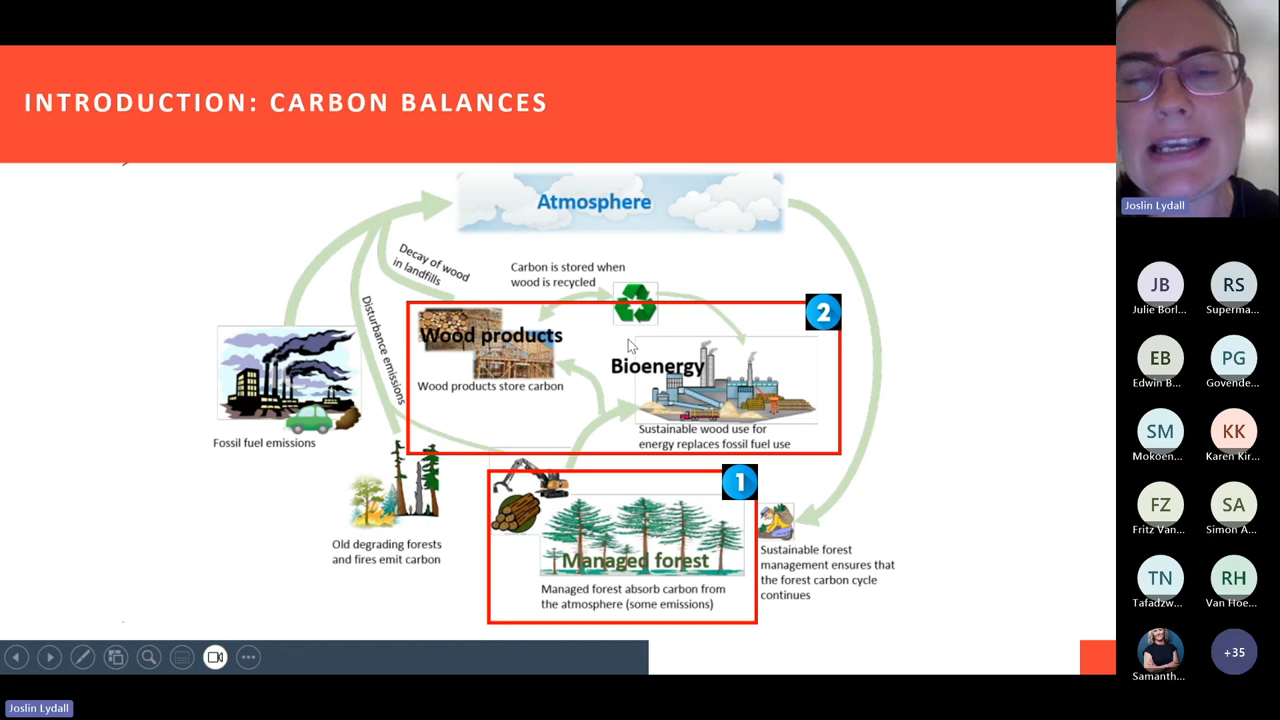 INTRODUCTION: CARBON BALANCES
Atmosphere
Decay of wood
in landfills
Carbon is stored when
wood is recycled
Disturbance emissions
2
Wood products
Wood products store carbon
Bioenergy
Sustainable wood use for
energy replaces fossil fuel use
Fossil fuel emissions
1
Old degrading forests
and fires emit carbon
Managed forest
Managed forest absorb carbon from
the atmosphere (some emissions)
Sustainable forest
management ensures that
the forest carbon cycle
continues
Joslin Lydall
JB
Julie Borl...
RS
Superma...
EB
Edwin B...
PG
Govende...
SM
Mokoen...
KK
Karen Kir...
FZ
Fritz Van...
SA
Simon A...
TN
Tafadzw...
RH
Van Hoe...
Samanth...
+35
Joslin Lydall